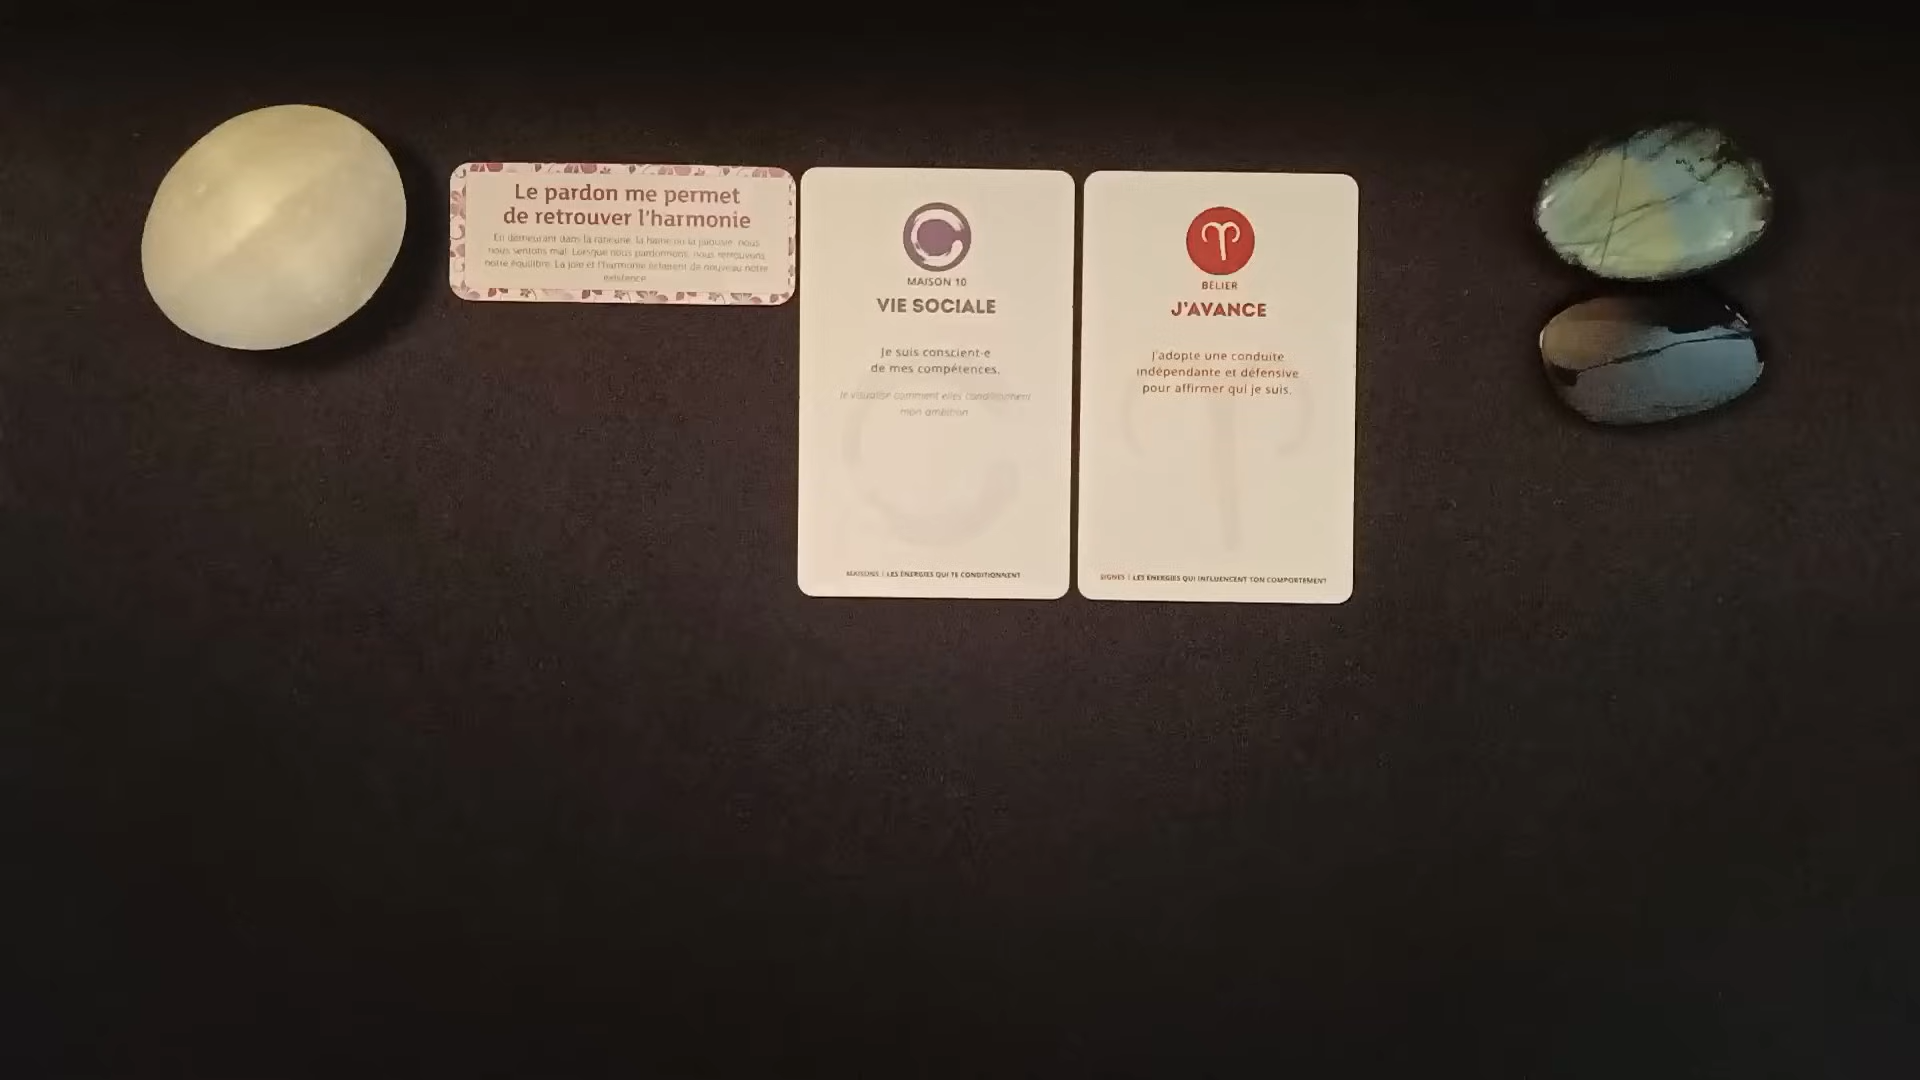 Le pardon me permet
de retrouver l'harmonie
En demeurant dans la rancune, la haine ou la jalousie, nous
nous sentons mal. Lorsque nous pardonnons, nous retrouvons
notre équilibre. La joie et l'harmonie éclairent de nouveau notre
existence.
MAISON 10
VIE SOCIALE
Je suis conscient·e
de mes compétences.
Je visualise comment elles conditionnent
mon ambition.
MAISONS | LES ÉNERGIES QUI TE CONDITIONNENT
BÉLIER
J'AVANCE
J'adopte une conduite
indépendante et défensive
pour affirmer qui je suis.
SIGNES | LES ÉNERGIES QUI INFLUENCENT TON COMPORTEMENT